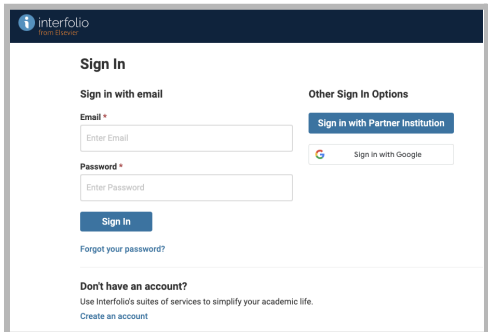 interfolio
from Elsevier
Sign In
Sign in with email
Email *
Enter Email
Password *
Enter Password
Sign In
Forgot your password?
Other Sign In Options
Sign in with Partner Institution
Sign in with Google
Don't have an account?
Use Interfolio's suites of services to simplify your academic life.
Create an account